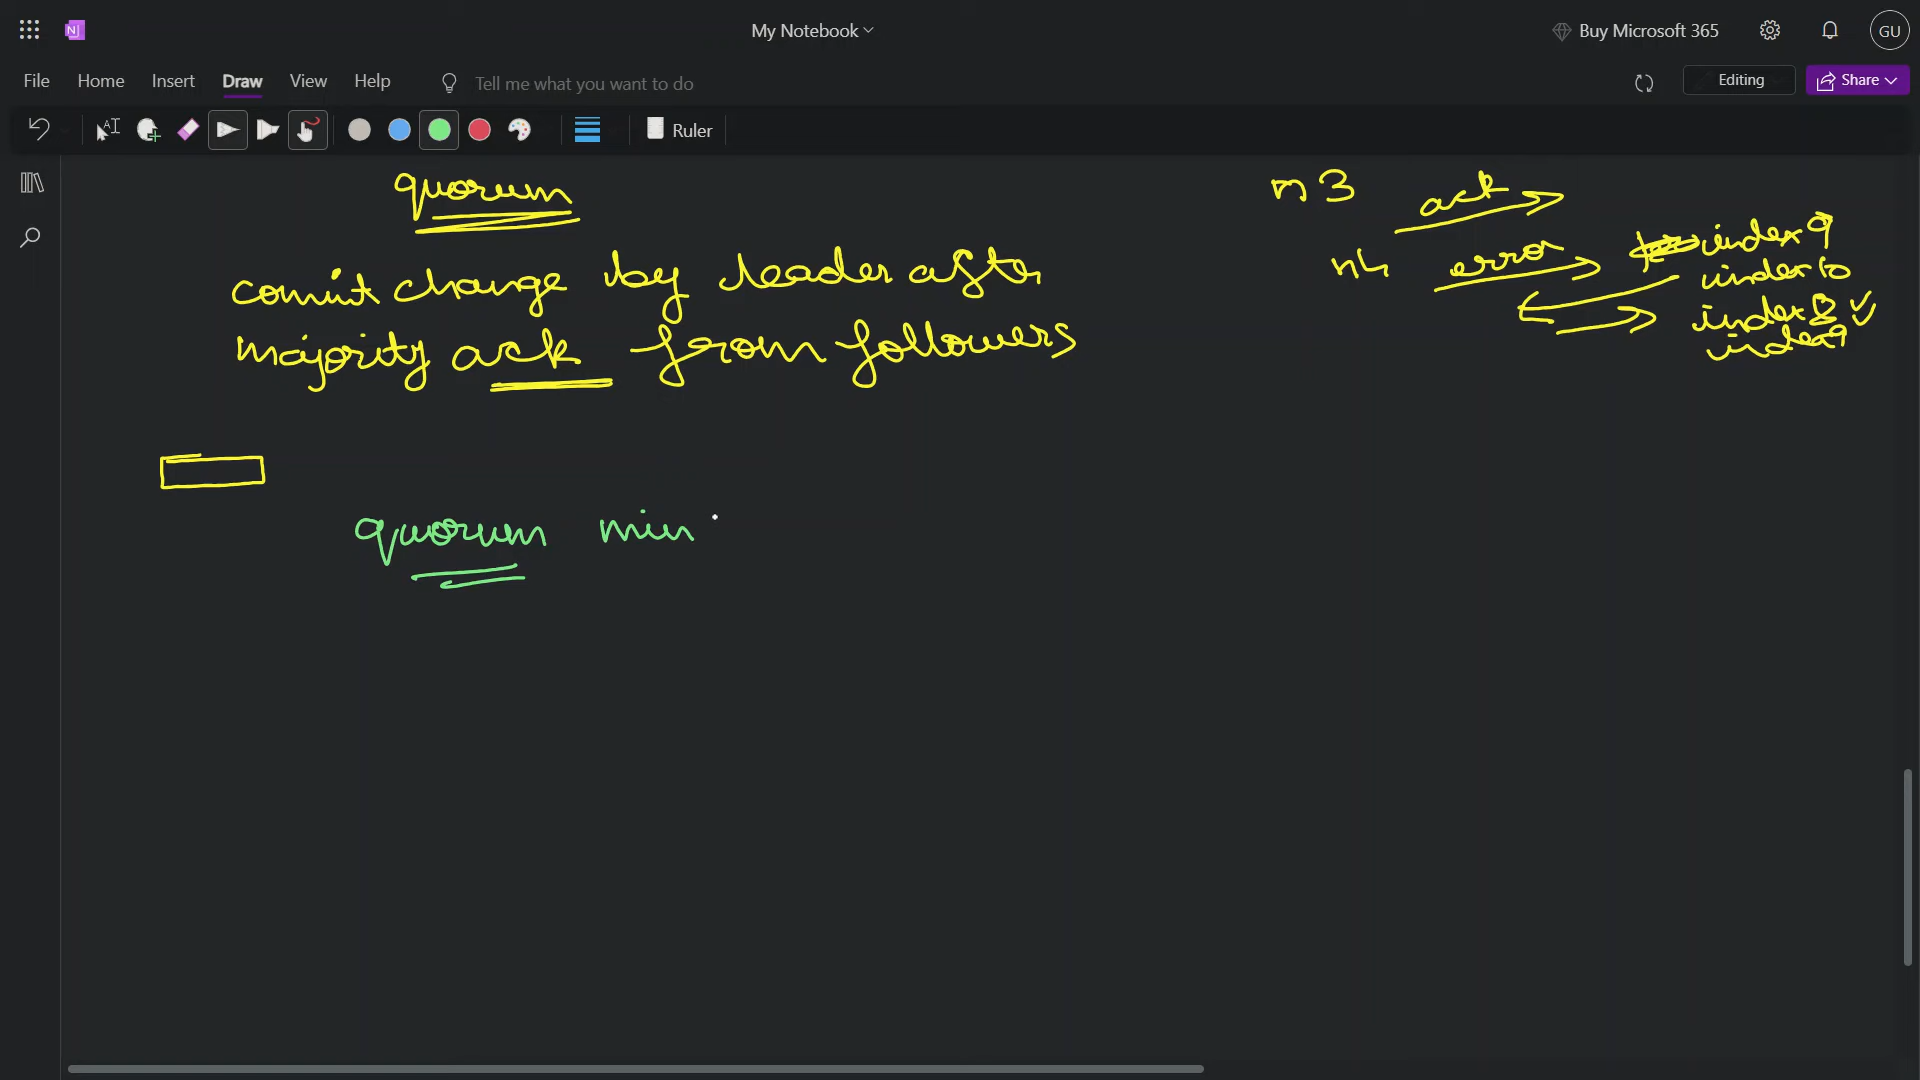 My Notebook
Buy Microsoft 365
GU
File Home Insert Draw View Help
Tell me what you want to do
Editing
Share
Ruler
quorum
commit change by leader after
majority ack from followers
n3 ack
n4 error
index 9
index 10
index 8
index 9
quorum min